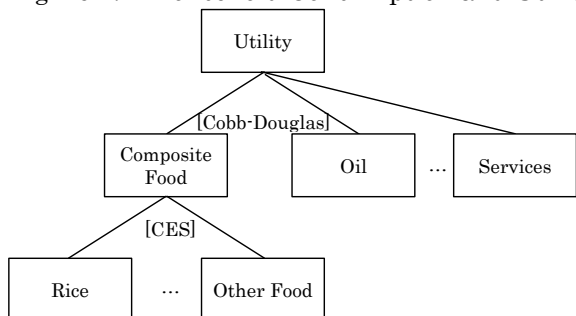 Utility
[Cobb-Douglas]
Composite
Food
Oil
...
Services
[CES]
Rice
...
Other Food